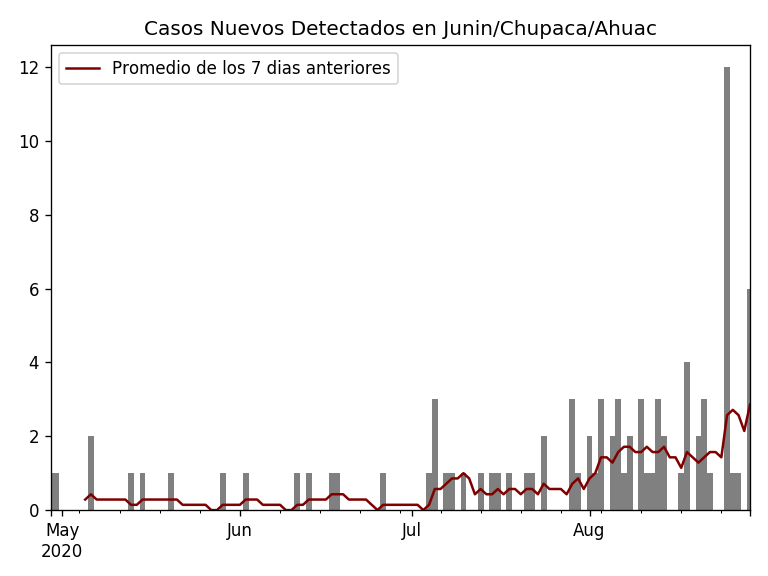 Casos Nuevos Detectados en Junin/Chupaca/Ahuac
Promedio de los 7 dias anteriores
12
10
8
6
4
2
0
May Jun Jul Aug
2020